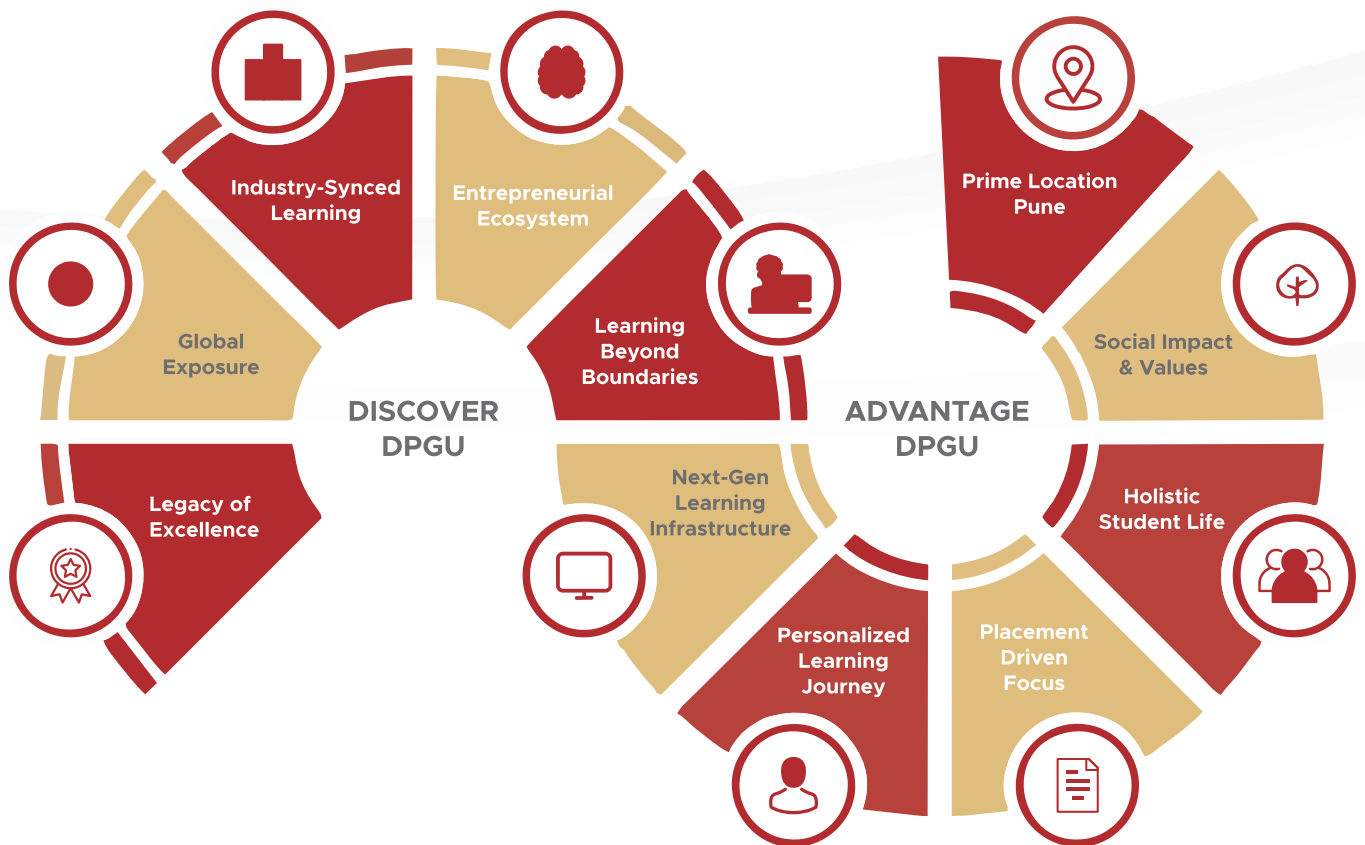 Industry-Synced
Learning
Entrepreneurial
Ecosystem
Global
Exposure
Learning
Beyond
Boundaries
Legacy of
Excellence
DISCOVER
DPGU
Prime Location
Pune
Social Impact
& Values
ADVANTAGE
DPGU
Next-Gen
Learning
Infrastructure
Holistic
Student Life
Personalized
Learning
Journey
Placement
Driven
Focus